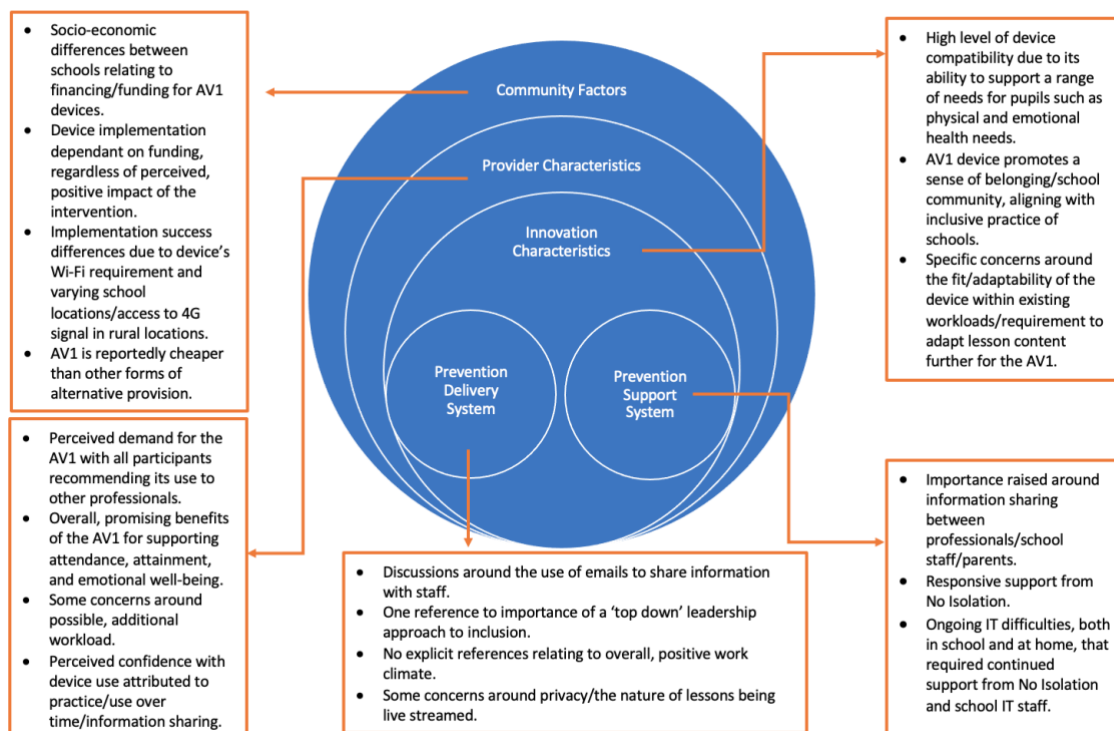 • Socio-economic
differences between
schools relating to
financing/funding for AV1
devices.
• Device implementation
dependant on funding,
regardless of perceived,
positive impact of the
intervention.
• Implementation success
differences due to device's
Wi-Fi requirement and
varying school
locations/access to 4G
signal in rural locations.
• AV1 is reportedly cheaper
than other forms of
alternative provision.
• Perceived demand for the
AV1 with all participants
recommending its use to
other professionals.
• Overall, promising benefits
of the AV1 for supporting
attendance, attainment,
and emotional well-being.
• Some concerns around
possible, additional
workload.
• Perceived confidence with
device use attributed to
practice/use over
time/information sharing.
Community Factors
Provider Characteristics
Innovation
Characteristics
Prevention
Delivery
System
Prevention
Support
System
• Discussions around the use of emails to share information
with staff.
• One reference to importance of a 'top down' leadership
approach to inclusion.
• No explicit references relating to overall, positive work
climate.
• Some concerns around privacy/the nature of lessons being
live streamed.
• High level of device
compatibility due to its
ability to support a range
of needs for pupils such as
physical and emotional
health needs.
• AV1 device promotes a
sense of belonging/school
community, aligning with
inclusive practice of
schools.
• Specific concerns around
the fit/adaptability of the
device within existing
workloads/requirement to
adapt lesson content
further for the AV1.
• Importance raised around
information sharing
between
professionals/school
staff/parents.
• Responsive support from
No Isolation.
• Ongoing IT difficulties, both
in school and at home, that
required continued
support from No Isolation
and school IT staff.